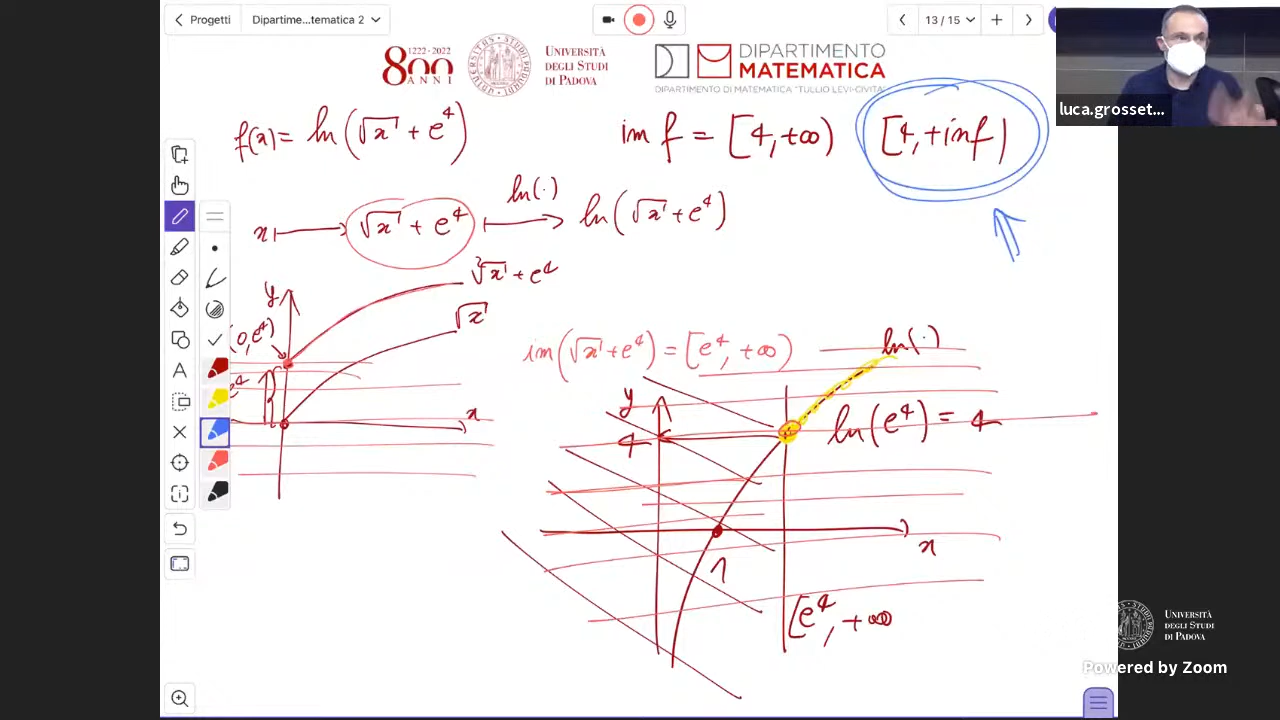 Progetti
Dipartime...tematica 2
13 / 15
1222-2022
800
ANNI
UNIVERSITÀ
DEGLI STUDI
DI PADOVA
DIPARTIMENTO
MATEMATICA
DIPARTIMENTO DI MATEMATICA "TULLIO LEVI-CIVITA"
luca.grosset...
f(x) = ln(√x + e⁴)
im f = [4, +∞)
[4, +inf)
x ⟼ √x + e⁴ ⟼ ln(√x + e⁴)
ln(·)
²√x + e⁴
y
√x
(0, e⁴)
e⁴
x
im(√x + e⁴) = [e⁴, +∞)
ln(·)
y
4
ln(e⁴) = 4
x
1
[e⁴, +∞
A
UNIVERSITÀ
DEGLI STUDI
DI PADOVA
Powered by Zoom